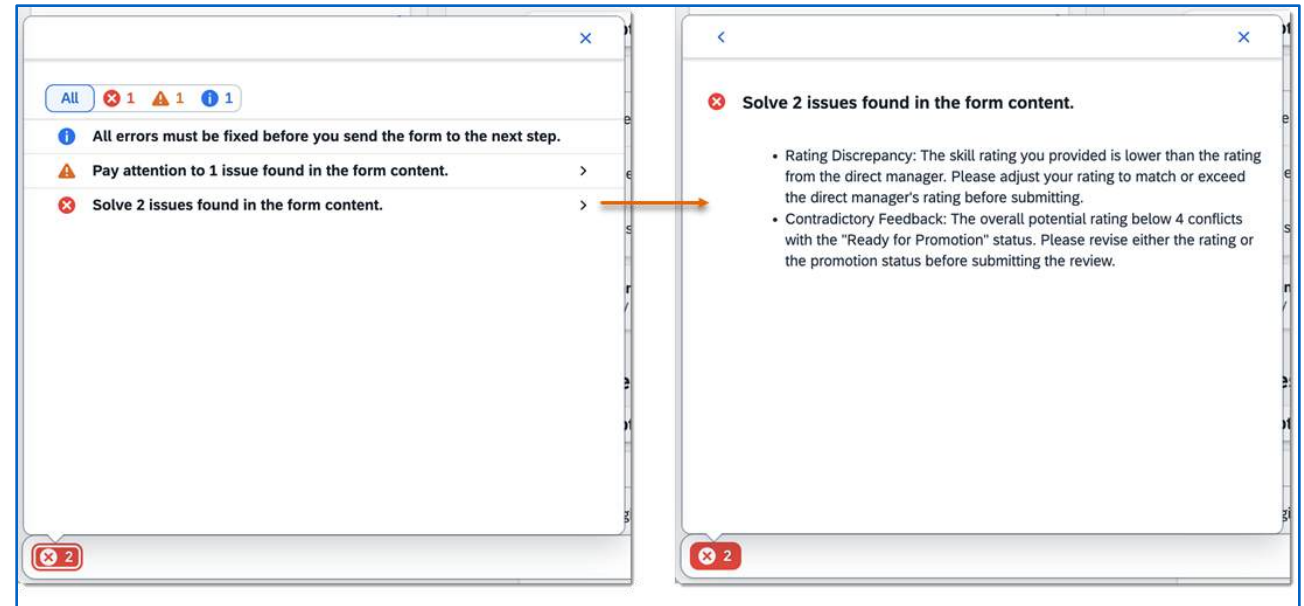 All 1 1 1
All errors must be fixed before you send the form to the next step.
Pay attention to 1 issue found in the form content.
Solve 2 issues found in the form content.
2
Solve 2 issues found in the form content.
• Rating Discrepancy: The skill rating you provided is lower than the rating
from the direct manager. Please adjust your rating to match or exceed
the direct manager's rating before submitting.
• Contradictory Feedback: The overall potential rating below 4 conflicts
with the "Ready for Promotion" status. Please revise either the rating or
the promotion status before submitting the review.
2